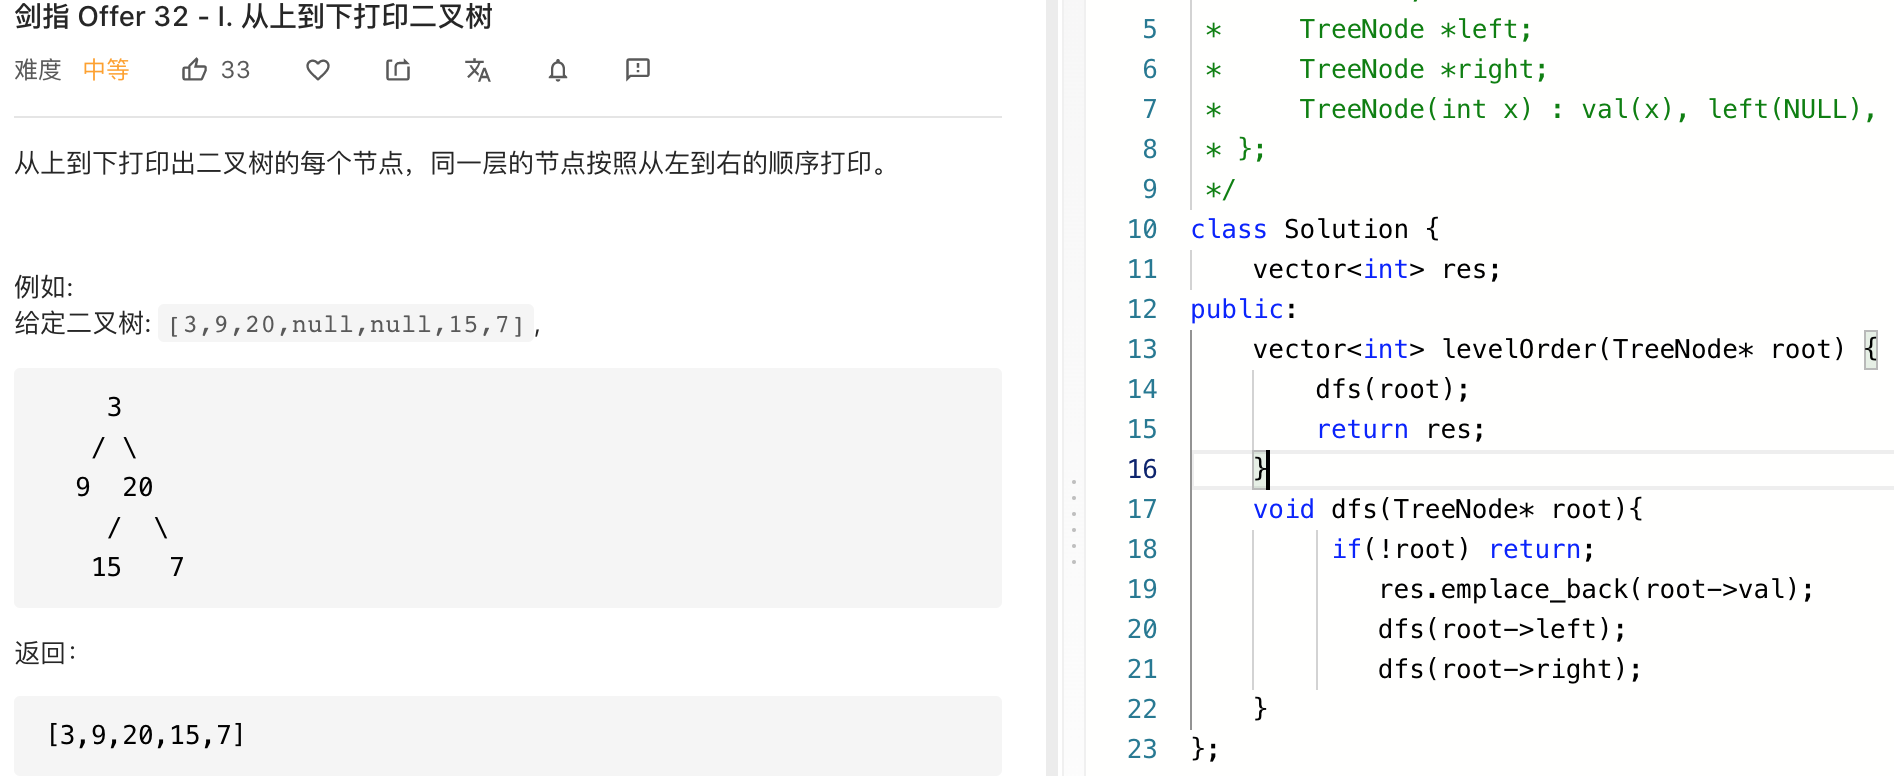 剑指 Offer 32 - I. 从上到下打印二叉树
难度 中等 33
从上到下打印出二叉树的每个节点，同一层的节点按照从左到右的顺序打印。
例如:
给定二叉树: [3,9,20,null,null,15,7],
3
/ \
9 20
/ \
15 7
返回：
[3,9,20,15,7]
5 * TreeNode *left;
6 * TreeNode *right;
7 * TreeNode(int x) : val(x), left(NULL),
8 * };
9 */
10 class Solution {
11 vector<int> res;
12 public:
13 vector<int> levelOrder(TreeNode* root) {
14 dfs(root);
15 return res;
16 }
17 void dfs(TreeNode* root){
18 if(!root) return;
19 res.emplace_back(root->val);
20 dfs(root->left);
21 dfs(root->right);
22 }
23 };